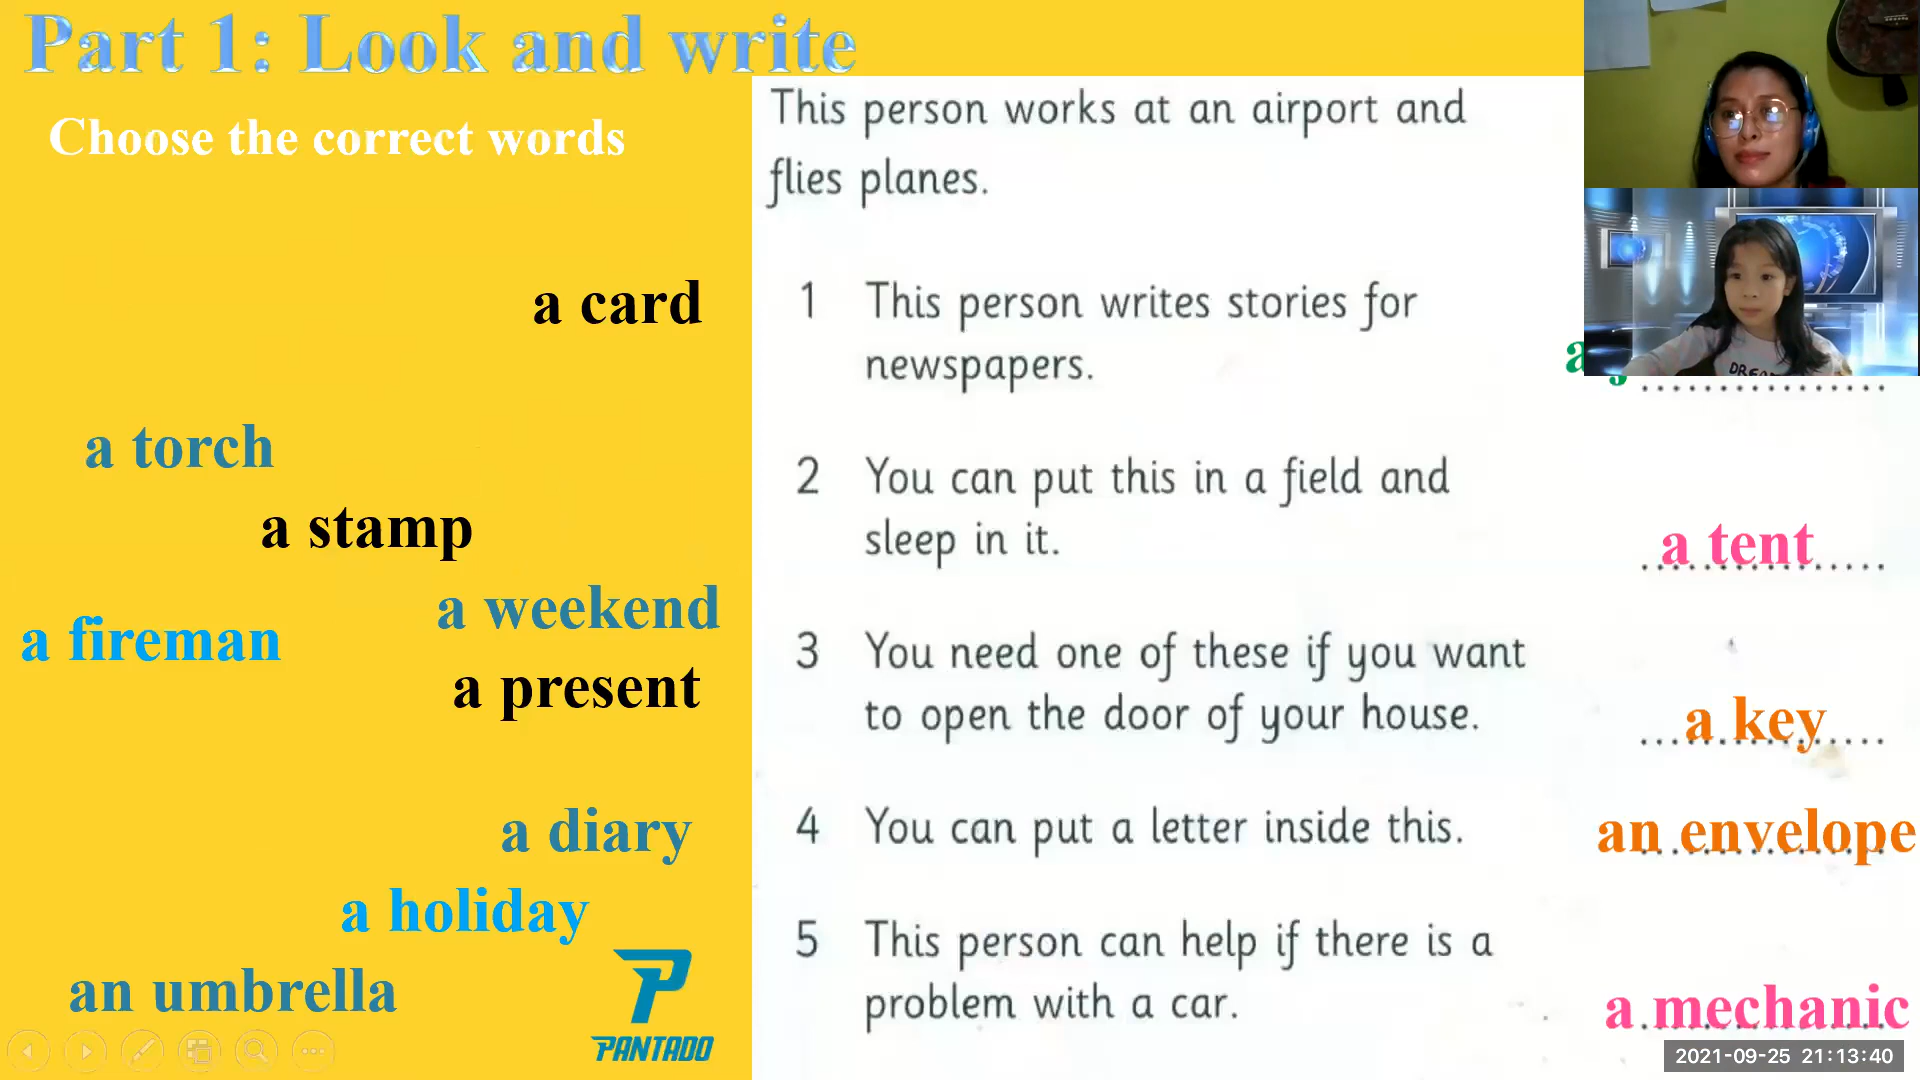 Part 1: Look and write
Choose the correct words
a card
a torch
a stamp
a weekend
a fireman
a present
a diary
a holiday
an umbrella
PANTADO
This person works at an airport and
flies planes.
1 This person writes stories for
newspapers.
a
2 You can put this in a field and
sleep in it.
a tent
3 You need one of these if you want
to open the door of your house.
a key
4 You can put a letter inside this.
an envelope
5 This person can help if there is a
problem with a car.
a mechanic
2021-09-25 21:13:40